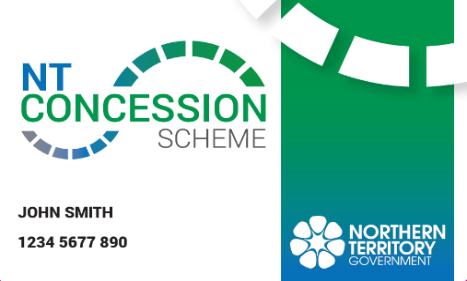 NT
CONCESSION
SCHEME
JOHN SMITH
1234 5677 890
NORTHERN
TERRITORY
GOVERNMENT